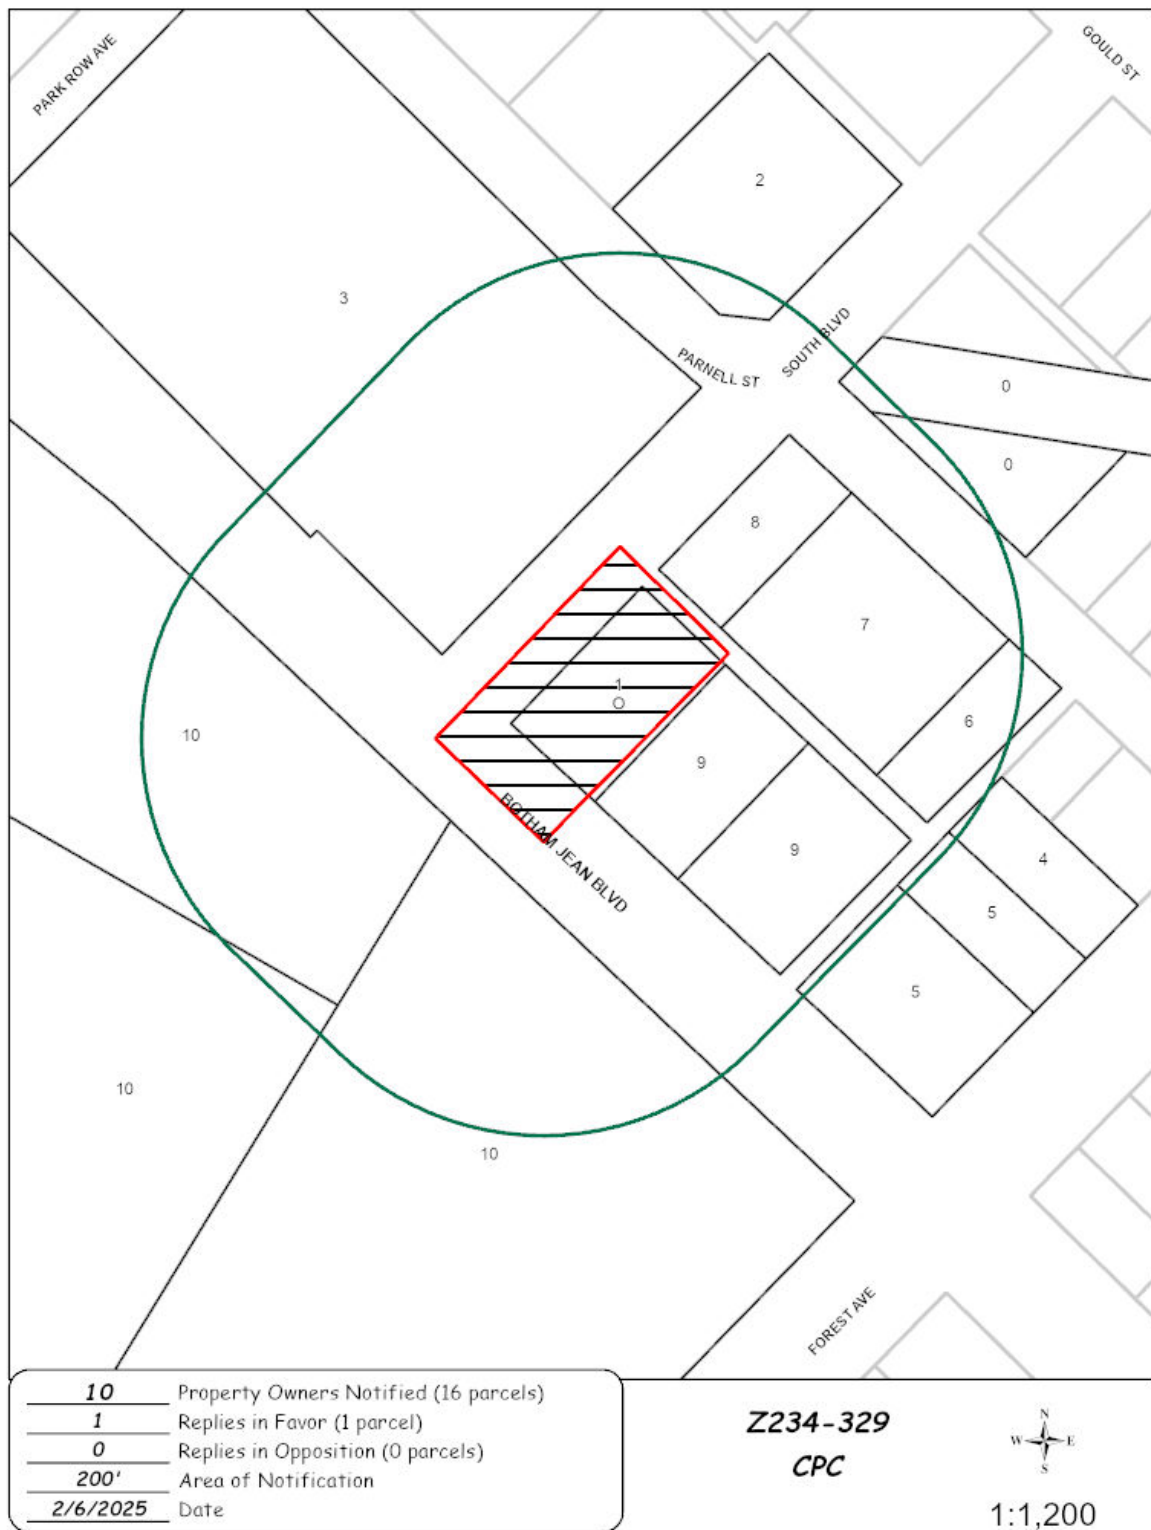 PARK ROW AVE
GOULD ST
2
3
SOUTH BLVD
PARNELL ST
0
0
8
7
1
O
6
10
9
9
BOTHAM JEAN BLVD
4
5
5
10
10
FOREST AVE
10 Property Owners Notified (16 parcels)
1 Replies in Favor (1 parcel)
0 Replies in Opposition (0 parcels)
200' Area of Notification
2/6/2025 Date
Z234-329
CPC
N
W E
S
1:1,200